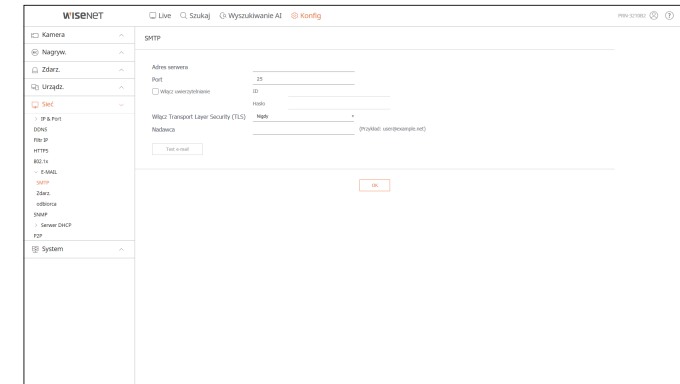 WISENET
Live Szukaj Wyszukiwanie AI Konfig
PRN-3210B2
Kamera
Nagryw.
Zdarz.
Urządz.
Sieć
IP & Port
DDNS
Filtr IP
HTTPS
802.1x
E-MAIL
SMTP
Zdarz.
odbiorca
SNMP
Serwer DHCP
P2P
System
SMTP
Adres serwera
Port 25
Włącz uwierzytelnione ID
Hasło
Włącz Transport Layer Security (TLS) Nigdy
Nadawca (Przykład: user@example.net)
Test e-mail
OK